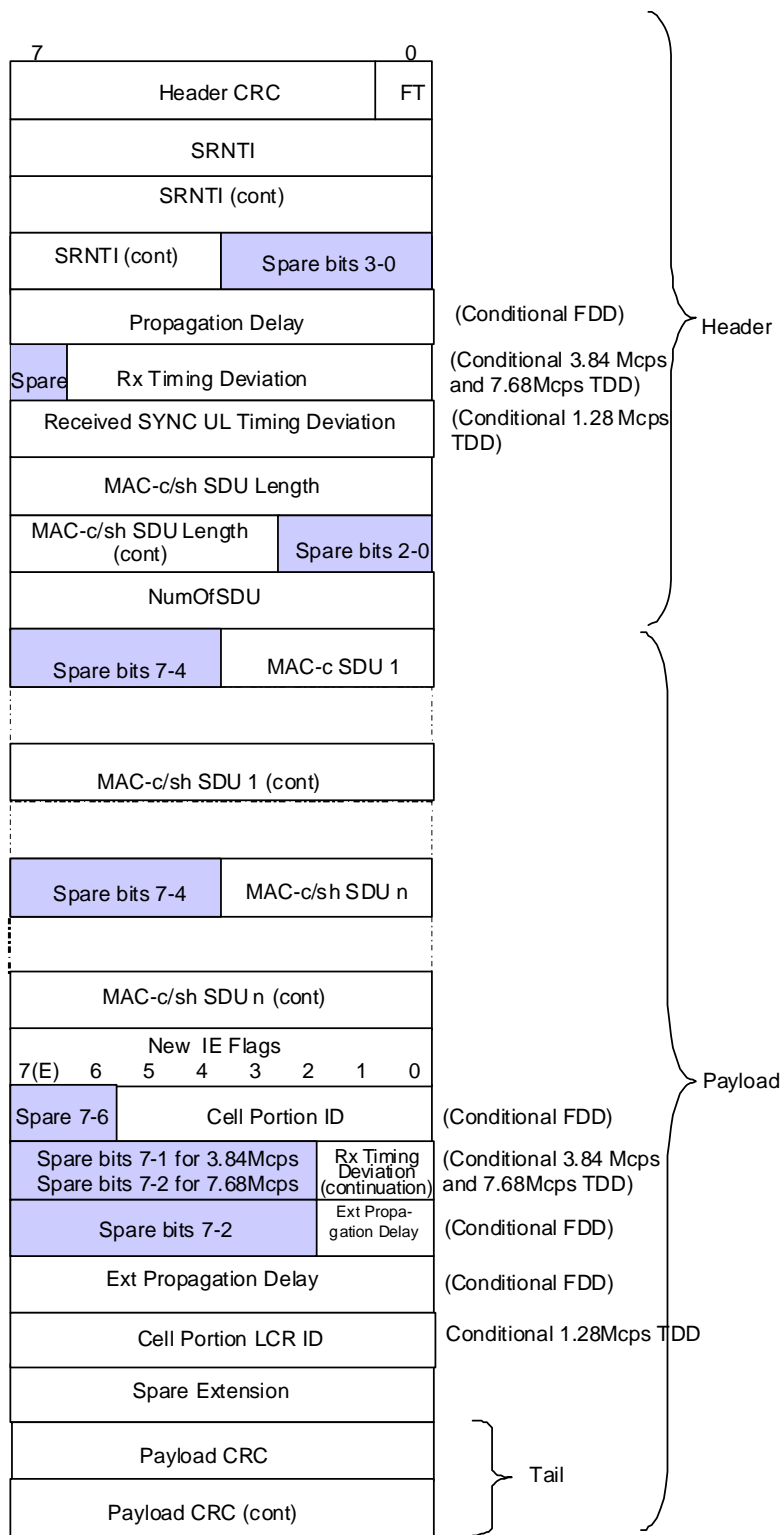 7 0
Header CRC FT
SRNTI
SRNTI (cont)
SRNTI (cont) Spare bits 3-0
Propagation Delay (Conditional FDD)
Header
Spare Rx Timing Deviation (Conditional 3.84 Mcps
and 7.68Mcps TDD)
Received SYNC UL Timing Deviation (Conditional 1.28 Mcps
TDD)
MAC-c/sh SDU Length
MAC-c/sh SDU Length
(cont) Spare bits 2-0
NumOfSDU
Spare bits 7-4 MAC-c SDU 1
MAC-c/sh SDU 1 (cont)
Spare bits 7-4 MAC-c/sh SDU n
MAC-c/sh SDU n (cont)
New IE Flags
7(E) 6 5 4 3 2 1 0
Payload
Spare 7-6 Cell Portion ID (Conditional FDD)
Spare bits 7-1 for 3.84Mcps
Spare bits 7-2 for 7.68Mcps
Rx Timing
Deviation
(continuation)
(Conditional 3.84 Mcps
and 7.68Mcps TDD)
Spare bits 7-2
Ext Propa-
gation Delay
(Conditional FDD)
Ext Propagation Delay (Conditional FDD)
Cell Portion LCR ID Conditional 1.28Mcps TDD
Spare Extension
Payload CRC
Tail
Payload CRC (cont)